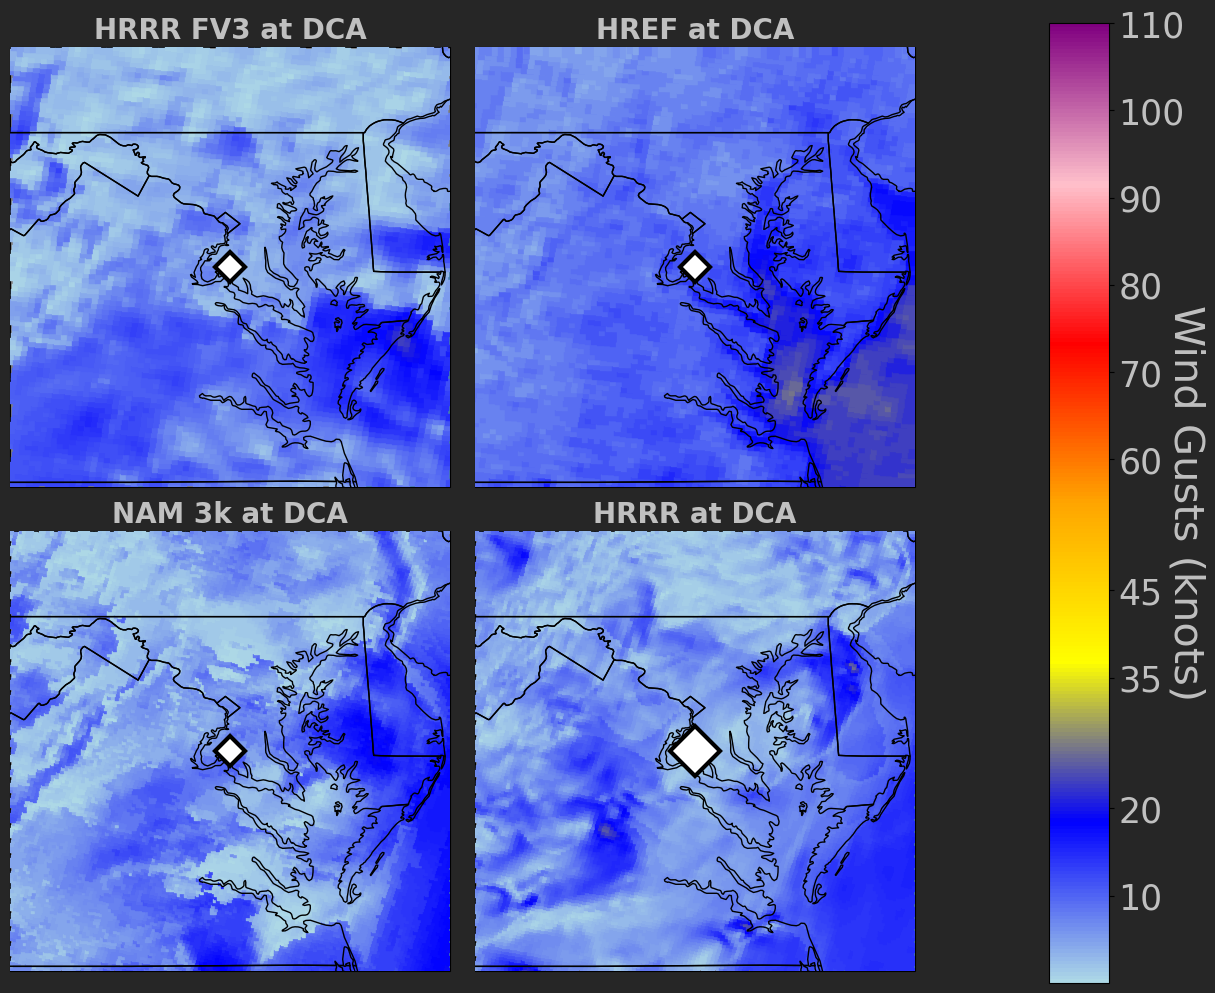 HRRR FV3 at DCA
HREF at DCA
NAM 3k at DCA
HRRR at DCA
110
100
90
80
70
60
45
35
20
10
Wind Gusts (knots)